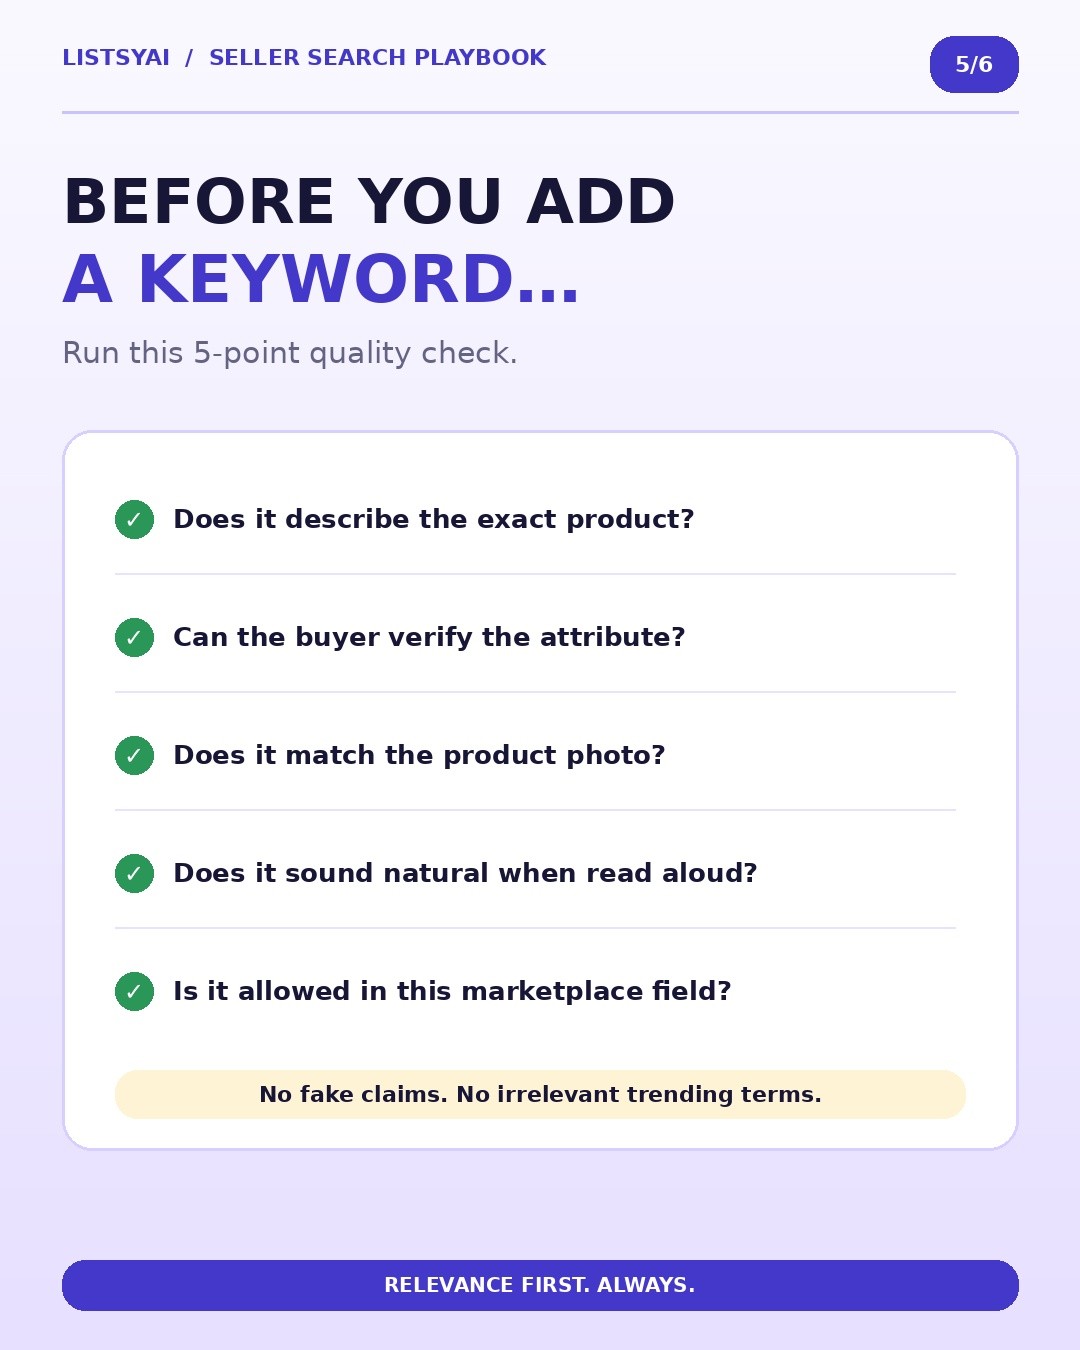 LISTSYAI / SELLER SEARCH PLAYBOOK
5/6
BEFORE YOU ADD
A KEYWORD…
Run this 5-point quality check.
✓ Does it describe the exact product?
✓ Can the buyer verify the attribute?
✓ Does it match the product photo?
✓ Does it sound natural when read aloud?
✓ Is it allowed in this marketplace field?
No fake claims. No irrelevant trending terms.
RELEVANCE FIRST. ALWAYS.